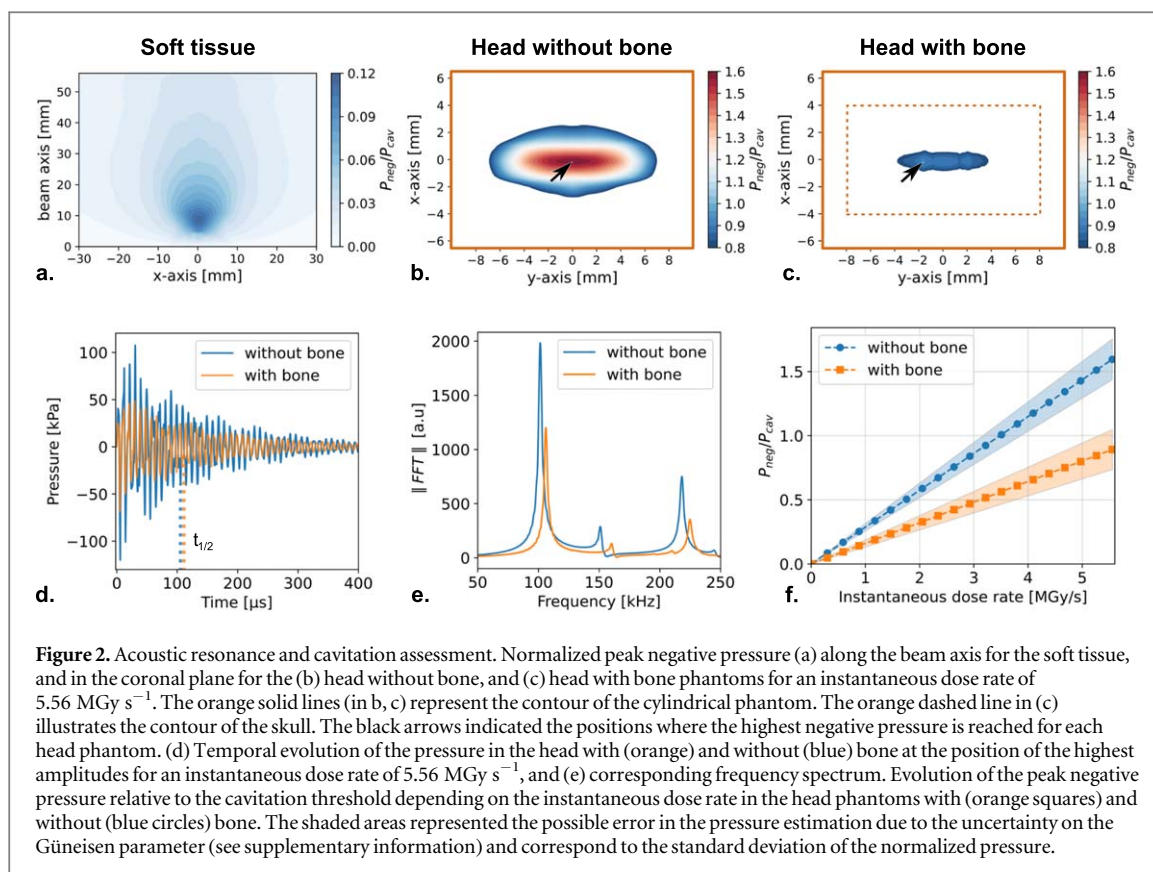 Soft tissue
Head without bone
Head with bone
50
40
30
20
10
0
beam axis [mm]
−30 −20 −10 0 10 20 30
x-axis [mm]
0.12
0.09
0.06
0.03
0.00
Pneg/Pcav
a.
6
4
2
0
−2
−4
−6
x-axis [mm]
−8 −6 −4 −2 0 2 4 6 8
y-axis [mm]
1.6
1.5
1.4
1.3
1.2
1.1
1.0
0.9
0.8
Pneg/Pcav
b.
6
4
2
0
−2
−4
−6
x-axis [mm]
−8 −6 −4 −2 0 2 4 6 8
y-axis [mm]
1.6
1.5
1.4
1.3
1.2
1.1
1.0
0.9
0.8
Pneg/Pcav
c.
without bone
with bone
100
50
0
−50
−100
Pressure [kPa]
t1/2
0 100 200 300 400
Time [μs]
d.
without bone
with bone
2000
1500
1000
500
0
||FFT|| [a.u]
50 100 150 200 250
Frequency [kHz]
e.
without bone
with bone
1.5
1.0
0.5
0.0
Pneg/Pcav
0 1 2 3 4 5
Instantaneous dose rate [MGy/s]
f.
Figure 2. Acoustic resonance and cavitation assessment. Normalized peak negative pressure (a) along the beam axis for the soft tissue,
and in the coronal plane for the (b) head without bone, and (c) head with bone phantoms for an instantaneous dose rate of
5.56 MGy s⁻¹. The orange solid lines (in b, c) represent the contour of the cylindrical phantom. The orange dashed line in (c)
illustrates the contour of the skull. The black arrows indicated the positions where the highest negative pressure is reached for each
head phantom. (d) Temporal evolution of the pressure in the head with (orange) and without (blue) bone at the position of the highest
amplitudes for an instantaneous dose rate of 5.56 MGy s⁻¹, and (e) corresponding frequency spectrum. Evolution of the peak negative
pressure relative to the cavitation threshold depending on the instantaneous dose rate in the head phantoms with (orange squares) and
without (blue circles) bone. The shaded areas represented the possible error in the pressure estimation due to the uncertainty on the
Güneisen parameter (see supplementary information) and correspond to the standard deviation of the normalized pressure.